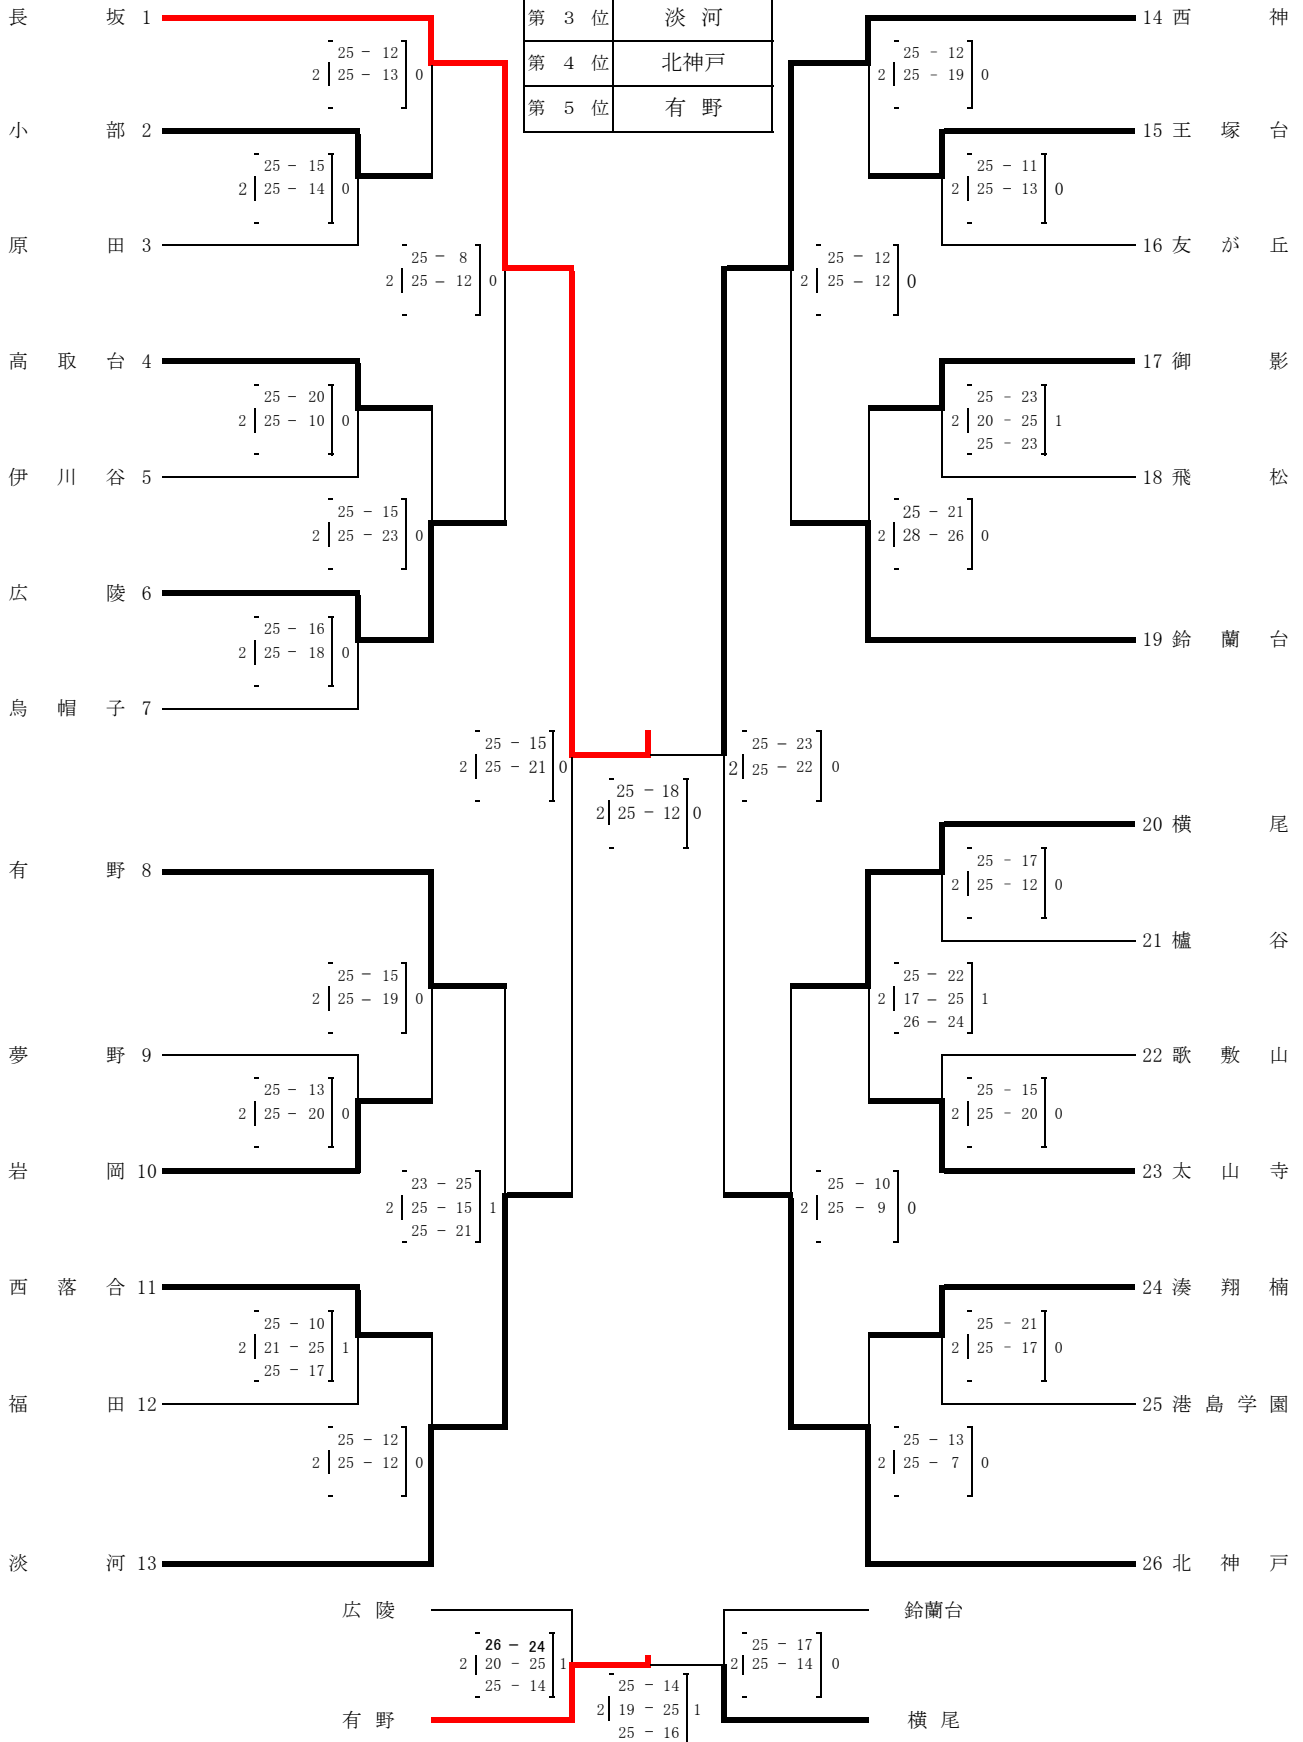 第 3 位 淡 河
第 4 位 北神戸
第 5 位 有 野
長 坂 1
25 - 12
2 25 - 13 0
小 部 2
25 - 15
2 25 - 14 0
原 田 3
25 - 8
2 25 - 12 0
高 取 台 4
25 - 20
2 25 - 10 0
伊 川 谷 5
25 - 15
2 25 - 23 0
広 陵 6
25 - 16
2 25 - 18 0
烏 帽 子 7
25 - 15
2 25 - 21 0
有 野 8
25 - 15
2 25 - 19 0
夢 野 9
25 - 13
2 25 - 20 0
岩 岡 10
23 - 25
2 25 - 15 1
25 - 21
西 落 合 11
25 - 10
2 21 - 25 1
25 - 17
福 田 12
25 - 12
2 25 - 12 0
淡 河 13
25 - 18
2 25 - 12 0
14 西 神
25 - 12
2 25 - 19 0
15 王 塚 台
25 - 11
2 25 - 13 0
16 友 が 丘
25 - 12
2 25 - 12 0
17 御 影
25 - 23
2 20 - 25 1
25 - 23
18 飛 松
25 - 21
2 28 - 26 0
19 鈴 蘭 台
25 - 23
2 25 - 22 0
20 横 尾
25 - 17
2 25 - 12 0
21 櫨 谷
25 - 22
2 17 - 25 1
26 - 24
22 歌 敷 山
25 - 15
2 25 - 20 0
23 太 山 寺
25 - 10
2 25 - 9 0
24 湊 翔 楠
25 - 21
2 25 - 17 0
25 港 島 学 園
25 - 13
2 25 - 7 0
26 北 神 戸
広 陵
26 - 24
2 20 - 25 1
25 - 14
有 野
25 - 14
2 19 - 25 1
25 - 16
鈴蘭台
25 - 17
2 25 - 14 0
横 尾